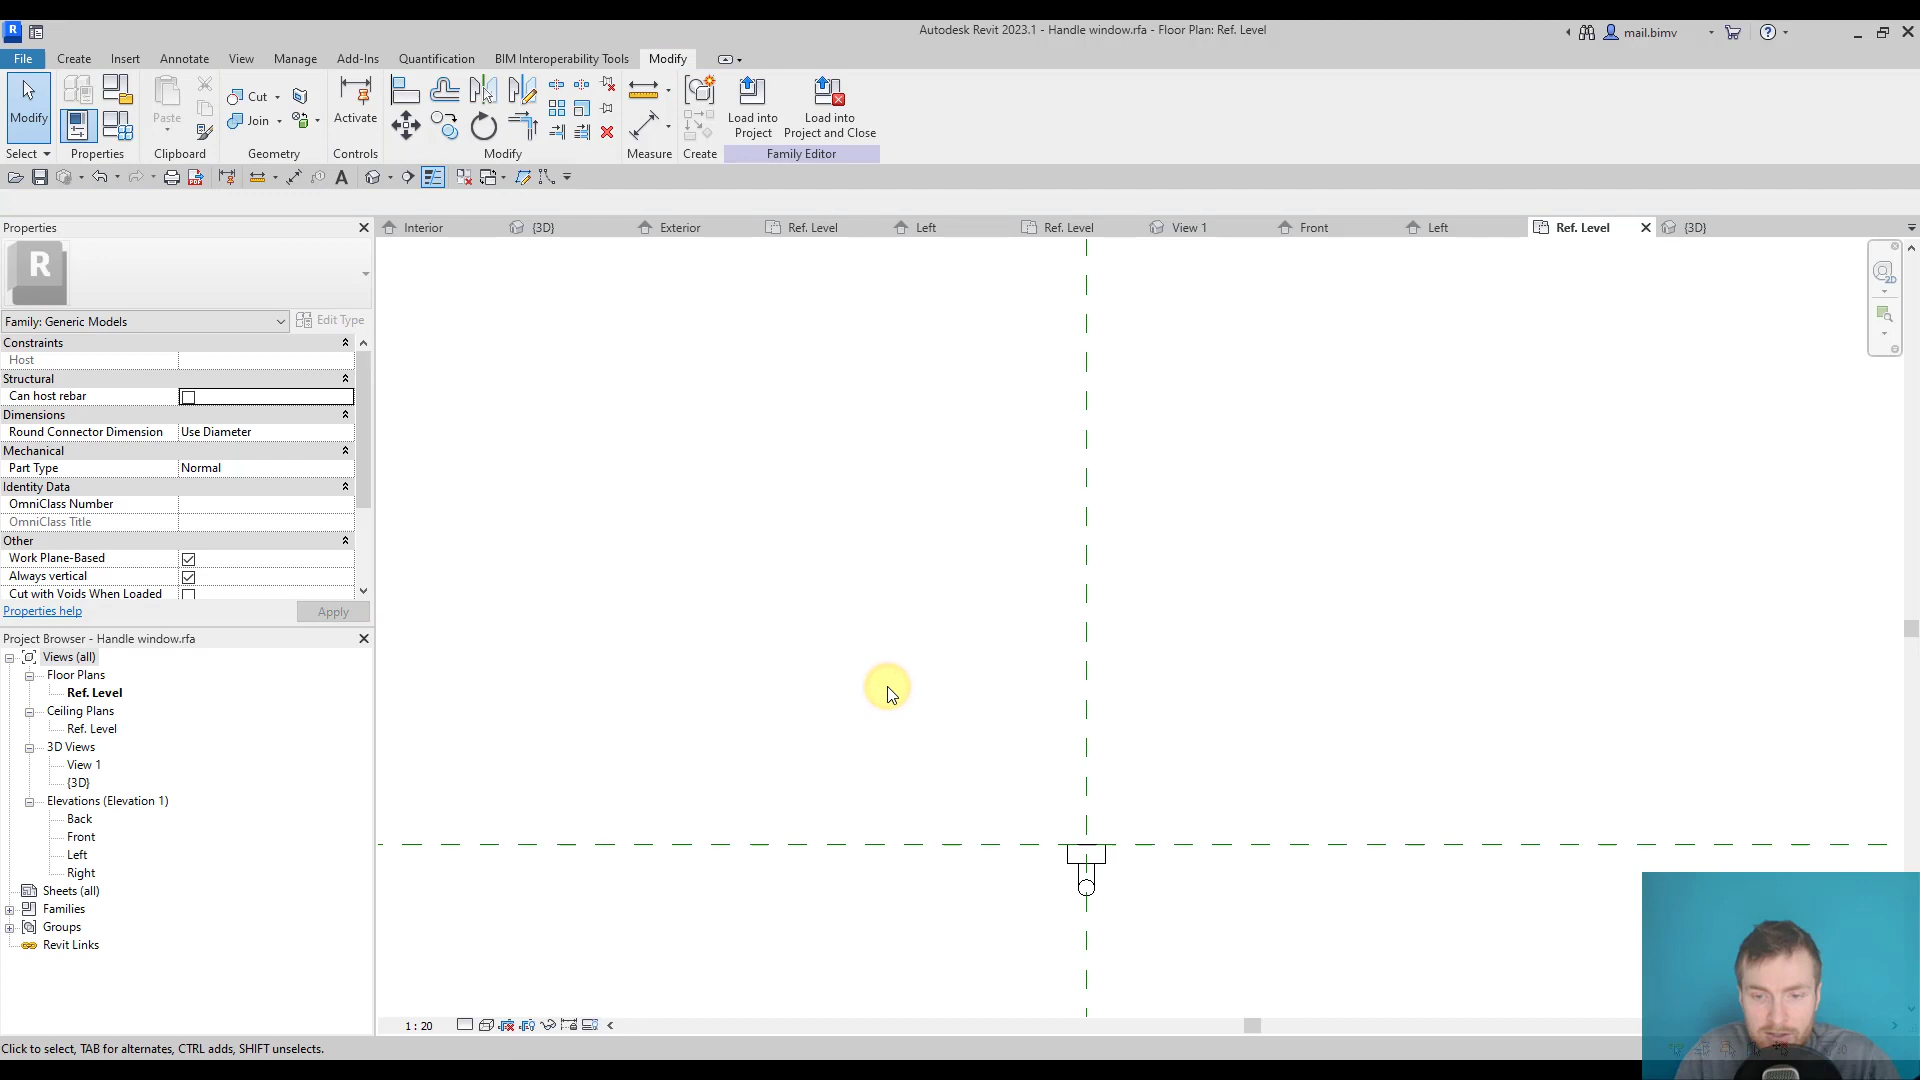 Autodesk Revit 2023.1 - Handle window.rfa - Floor Plan: Ref. Level
mail.bimv
File Create Insert Annotate View Manage Add-Ins Quantification BIM Interoperability Tools Modify
Modify
Paste
Cut
Join
Activate
Load into
Project
Load into
Project and Close
Select Properties Clipboard Geometry Controls Modify Measure Create Family Editor
Properties
Interior {3D} Exterior Ref. Level Left Ref. Level View 1 Front Left Ref. Level {3D}
R
2D
Family: Generic Models
Edit Type
Constraints
Host
Structural
Can host rebar
Dimensions
Round Connector Dimension Use Diameter
Mechanical
Part Type Normal
Identity Data
OmniClass Number
OmniClass Title
Other
Work Plane-Based
Always vertical
Cut with Voids When Loaded
Properties help
Apply
Project Browser - Handle window.rfa
Views (all)
Floor Plans
Ref. Level
Ceiling Plans
Ref. Level
3D Views
View 1
{3D}
Elevations (Elevation 1)
Back
Front
Left
Right
Sheets (all)
Families
Groups
Revit Links
1 : 20
Click to select, TAB for alternates, CTRL adds, SHIFT unselects.